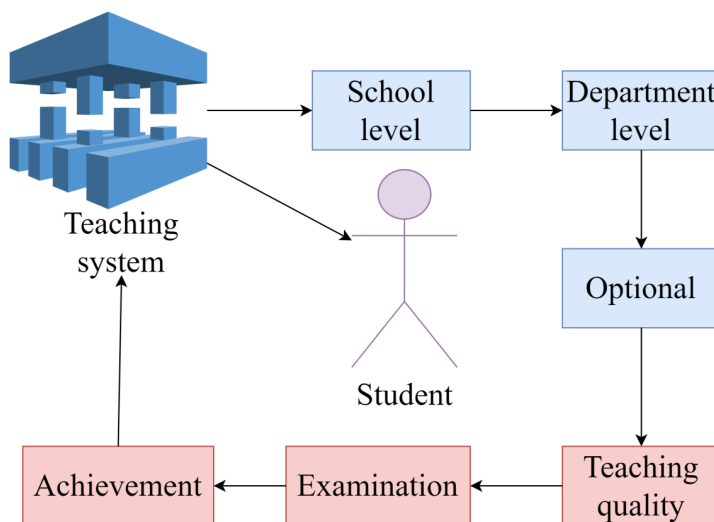 School
level
Department
level
Teaching
system
Optional
Student
Achievement
Examination
Teaching
quality